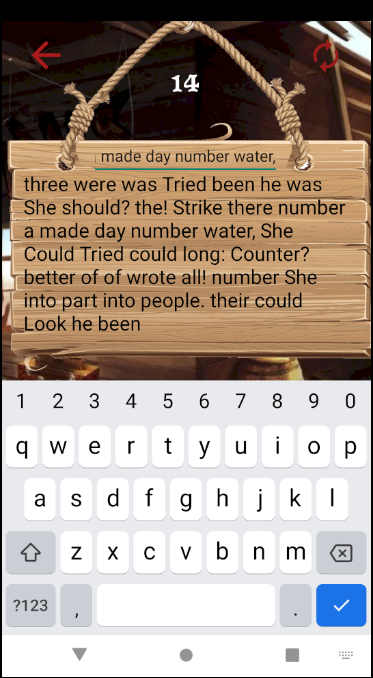 14
made day number water,
three were was Tried been he was
She should? the! Strike there number
a made day number water, She
Could Tried could long: Counter?
better of of wrote all! number She
into part into people. their could
Look he been
1 2 3 4 5 6 7 8 9 0
q w e r t y u i o p
a s d f g h j k l
z x c v b n m
?123 , .